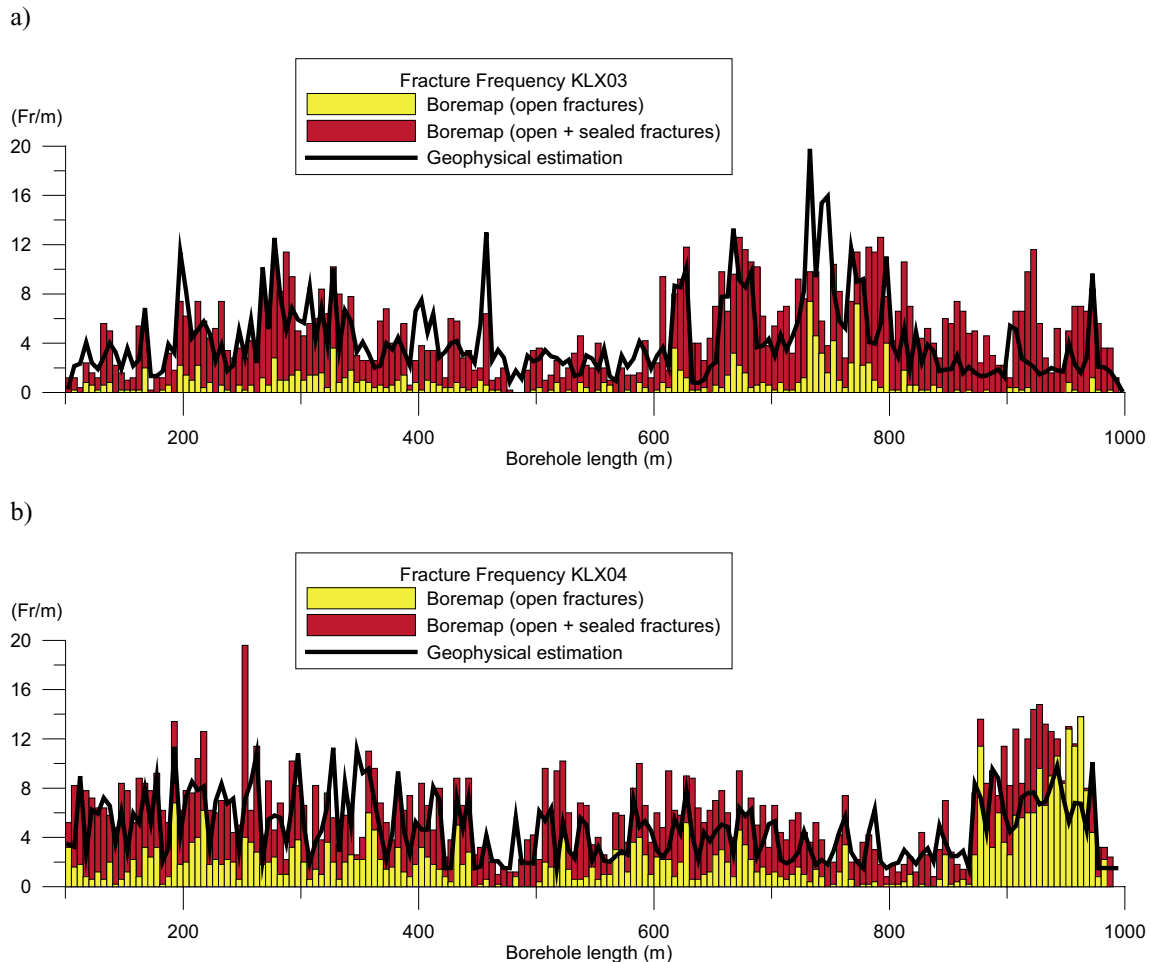 a)
Fracture Frequency KLX03
Boremap (open fractures)
Boremap (open + sealed fractures)
Geophysical estimation
(Fr/m)
20
16
12
8
4
0
200 400 600 800 1000
Borehole length (m)
b)
Fracture Frequency KLX04
Boremap (open fractures)
Boremap (open + sealed fractures)
Geophysical estimation
(Fr/m)
20
16
12
8
4
0
200 400 600 800 1000
Borehole length (m)